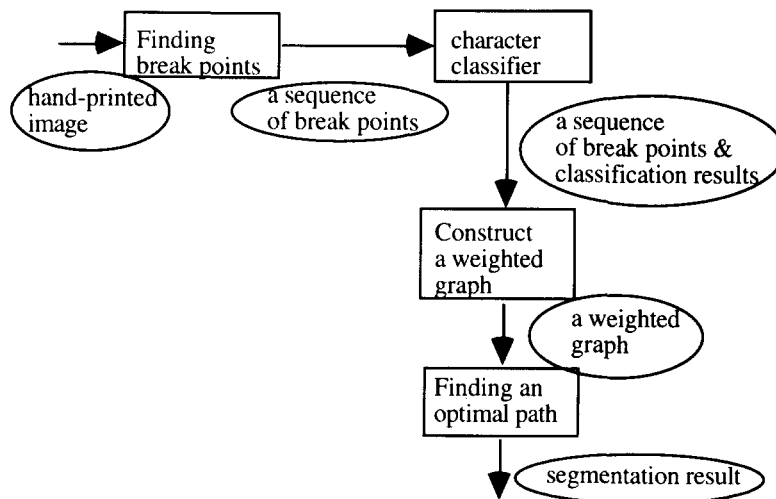 Finding
break points
character
classifier
hand-printed
image
a sequence
of break points
a sequence
of break points &
classification results
Construct
a weighted
graph
a weighted
graph
Finding an
optimal path
segmentation result